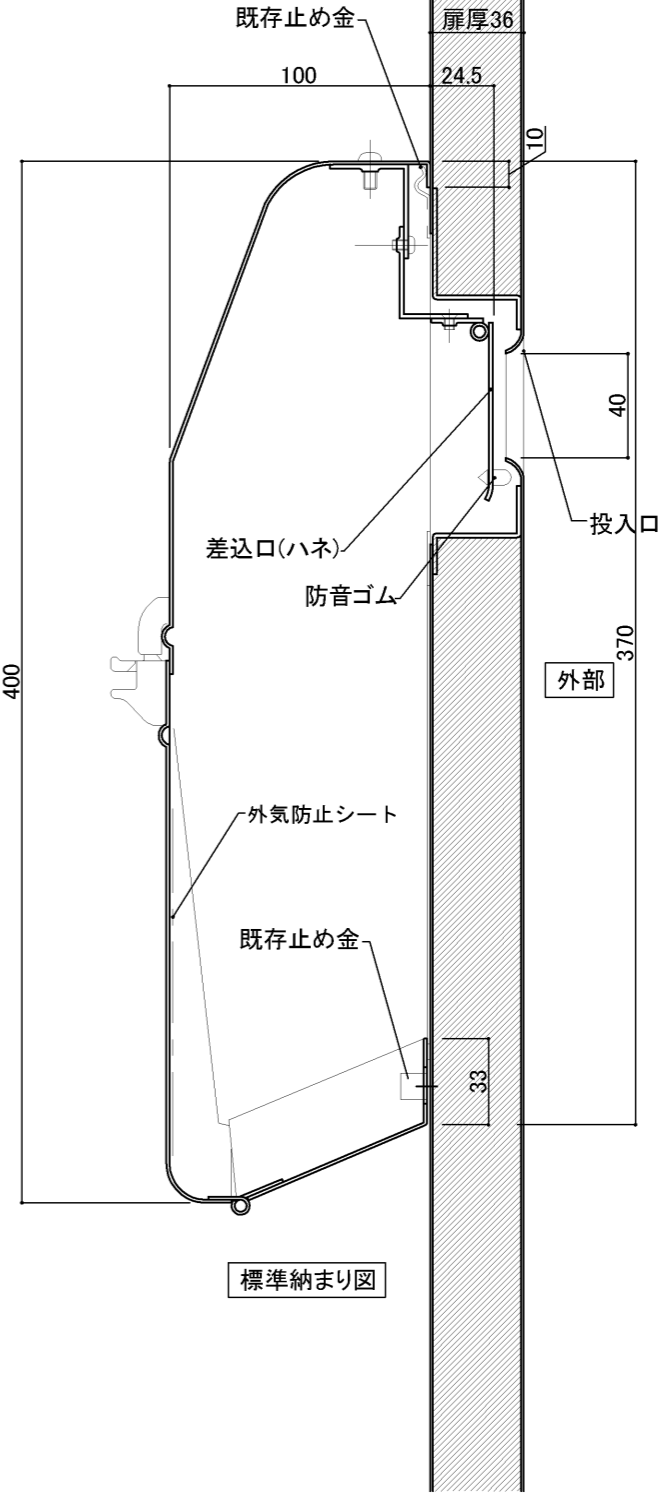 既存止め金
扉厚36
100
24.5
10
40
投入口
差込口(ハネ)
防音ゴム
370
400
外部
外気防止シート
既存止め金
33
標準納まり図